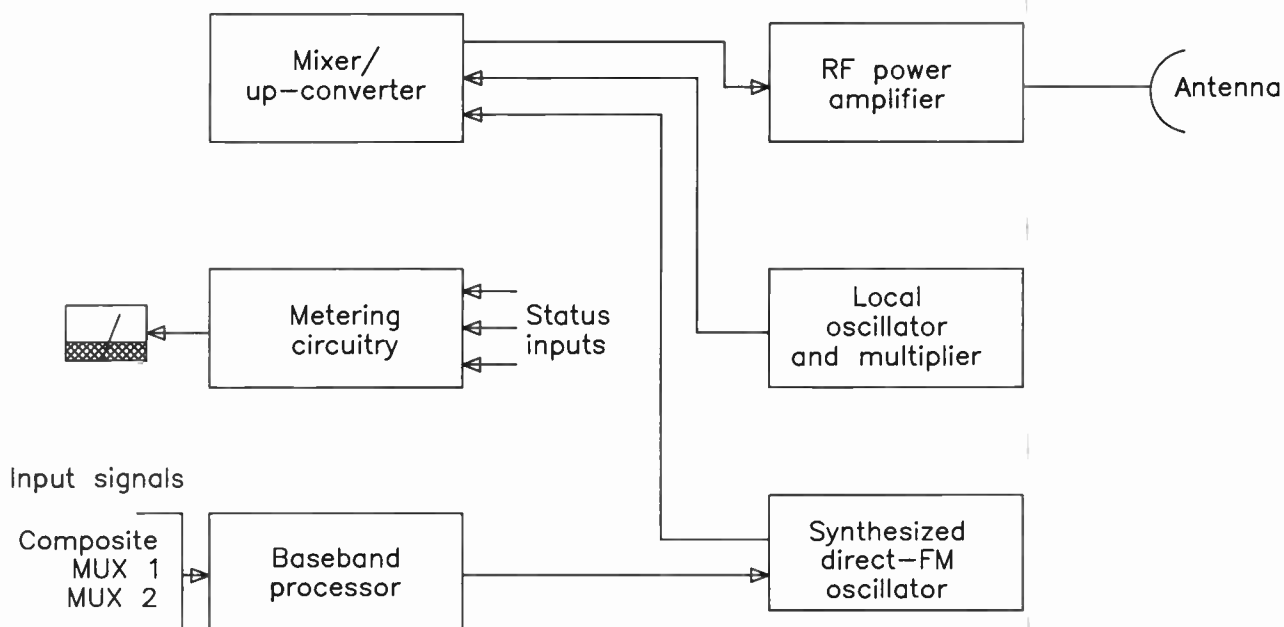 Mixer/
up-converter
RF power
amplifier
Antenna
Metering
circuitry
Status
inputs
Local
oscillator
and multiplier
Input signals
Composite
MUX 1
MUX 2
Baseband
processor
Synthesized
direct-FM
oscillator